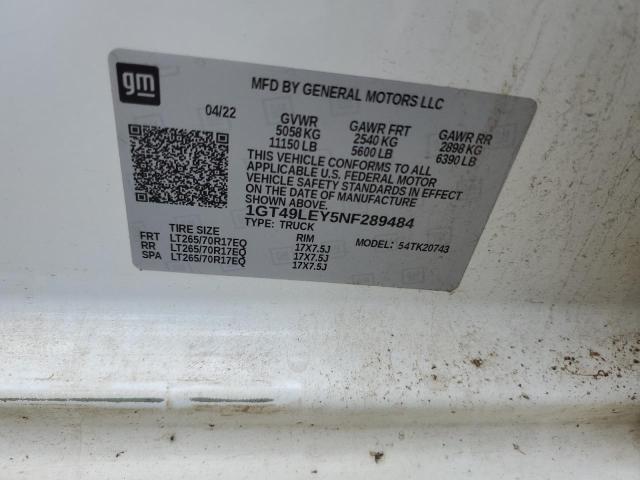 gm
MFD BY GENERAL MOTORS LLC
04/22 GVWR GAWR FRT GAWR RR
5058 KG 2540 KG 2898 KG
11150 LB 5600 LB 6390 LB
THIS VEHICLE CONFORMS TO ALL
APPLICABLE U.S. FEDERAL MOTOR
VEHICLE SAFETY STANDARDS IN EFFECT
ON THE DATE OF MANUFACTURE
SHOWN ABOVE.
1GT49LEY5NF289484
TYPE: TRUCK
MODEL: 54TK20743
TIRE SIZE RIM
FRT LT265/70R17EQ 17X7.5J
RR LT265/70R17EQ 17X7.5J
SPA LT265/70R17EQ 17X7.5J